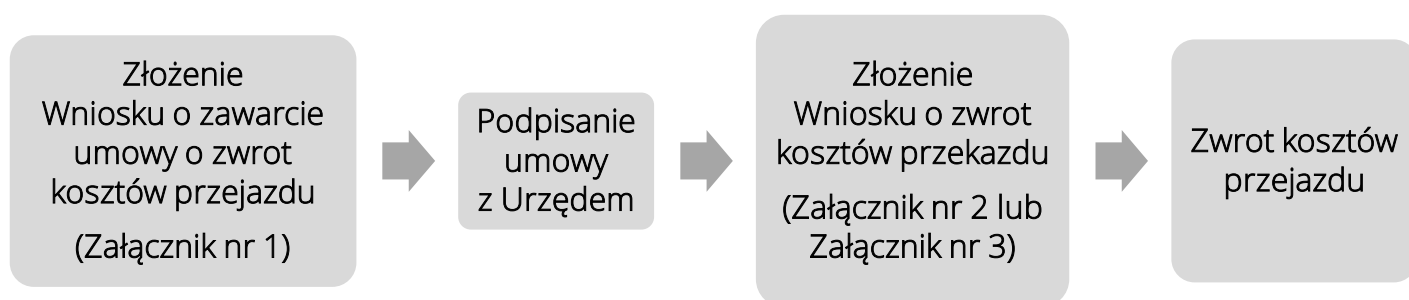 Złożenie
Wniosku o zawarcie
umowy o zwrot
kosztów przejazdu
(Załącznik nr 1)
Podpisanie
umowy
z Urzędem
Złożenie
Wniosku o zwrot
kosztów przekazdu
(Załącznik nr 2 lub
Załącznik nr 3)
Zwrot kosztów
przejazdu